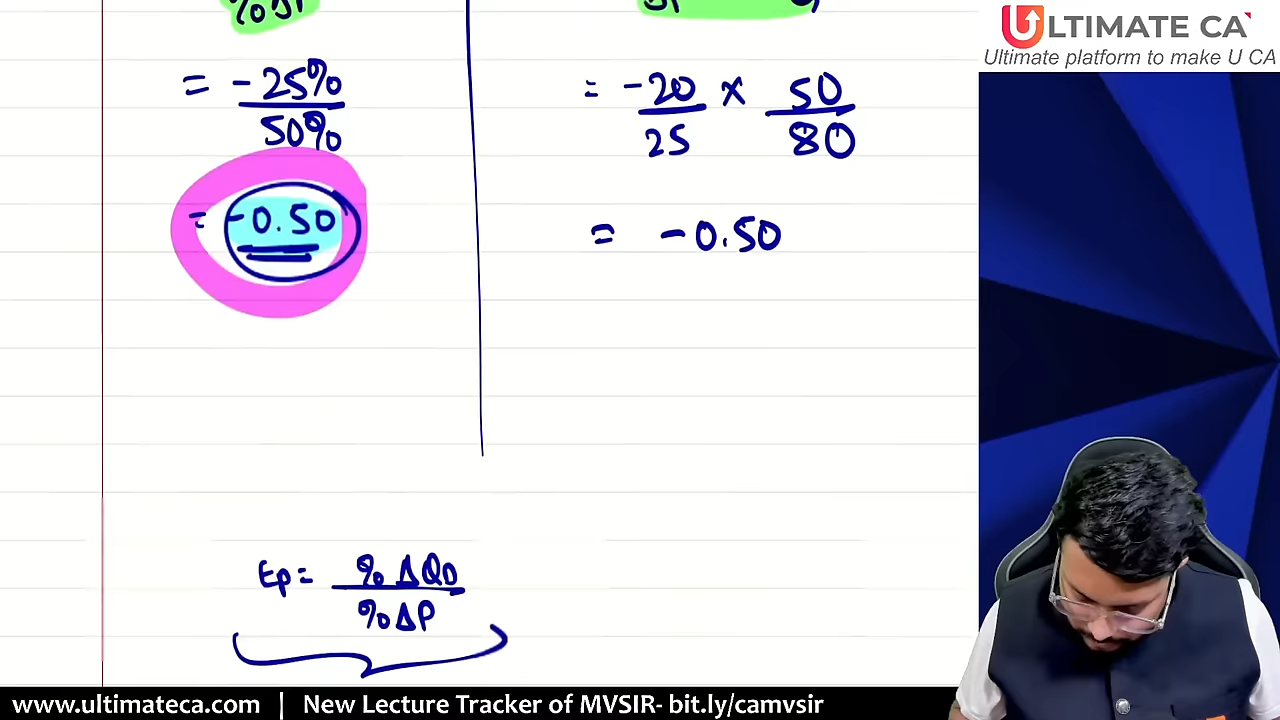 %ΔP
= -25%
50%
= -0.50
= -20 × 50
25 80
= -0.50
Ep = %ΔQD
%ΔP
ULTIMATE CA
Ultimate platform to make U CA
www.ultimateca.com | New Lecture Tracker of MVSIR- bit.ly/camvsir